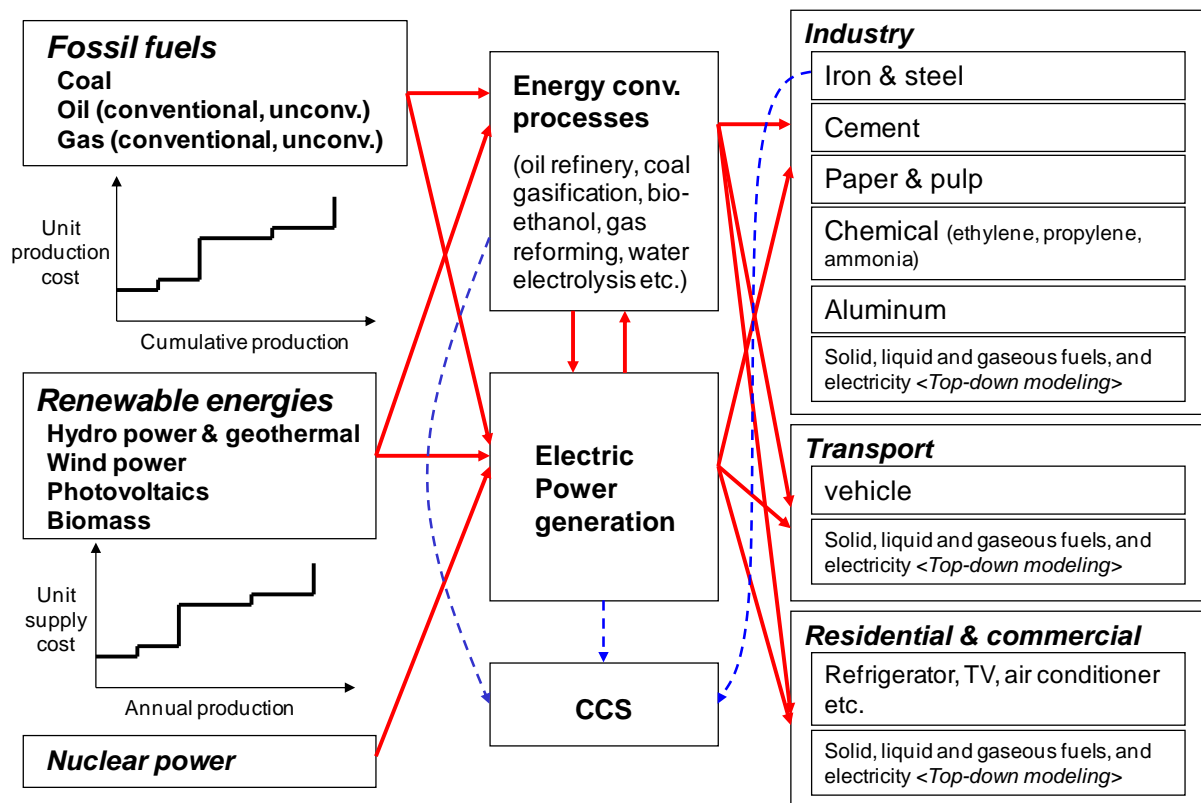 Fossil fuels
Coal
Oil (conventional, unconv.)
Gas (conventional, unconv.)
Unit
production
cost
Cumulative production
Renewable energies
Hydro power & geothermal
Wind power
Photovoltaics
Biomass
Unit
supply
cost
Annual production
Nuclear power
Energy conv.
processes
(oil refinery, coal
gasification, bio-
ethanol, gas
reforming, water
electrolysis etc.)
Electric
Power
generation
CCS
Industry
Iron & steel
Cement
Paper & pulp
Chemical (ethylene, propylene,
ammonia)
Aluminum
Solid, liquid and gaseous fuels, and
electricity <Top-down modeling>
Transport
vehicle
Solid, liquid and gaseous fuels, and
electricity <Top-down modeling>
Residential & commercial
Refrigerator, TV, air conditioner
etc.
Solid, liquid and gaseous fuels, and
electricity <Top-down modeling>